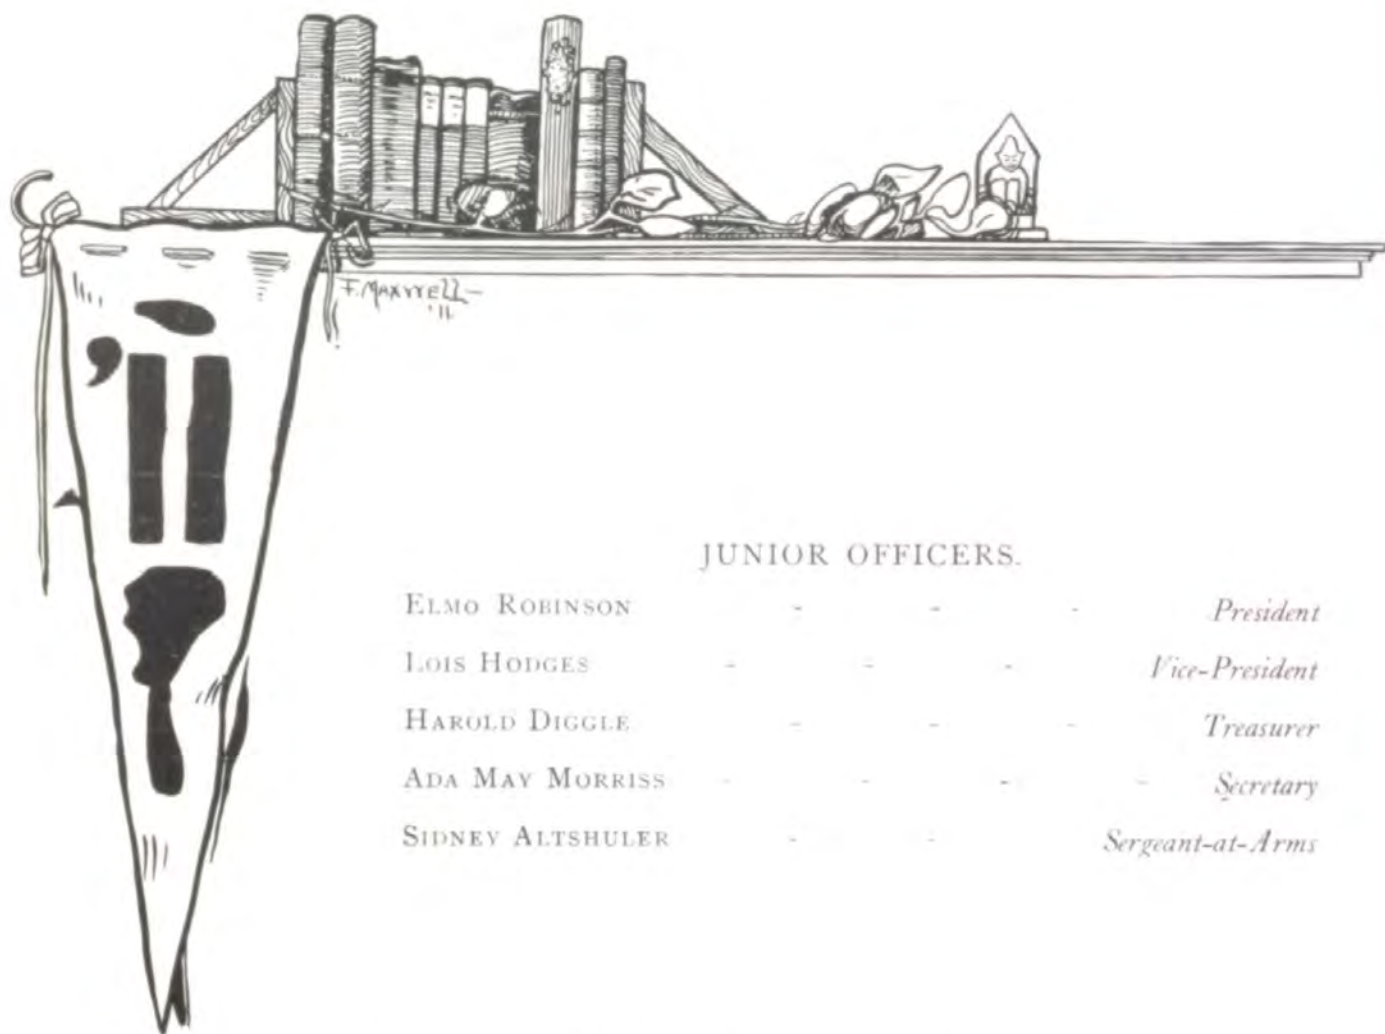 F. MAXWELL
'11
'11
JUNIOR OFFICERS.
ELMO ROBINSON - - - President
LOIS HODGES - - - Vice-President
HAROLD DIGGLE - - - Treasurer
ADA MAY MORRISS - - - - Secretary
SIDNEY ALTSHULER - - Sergeant-at-Arms